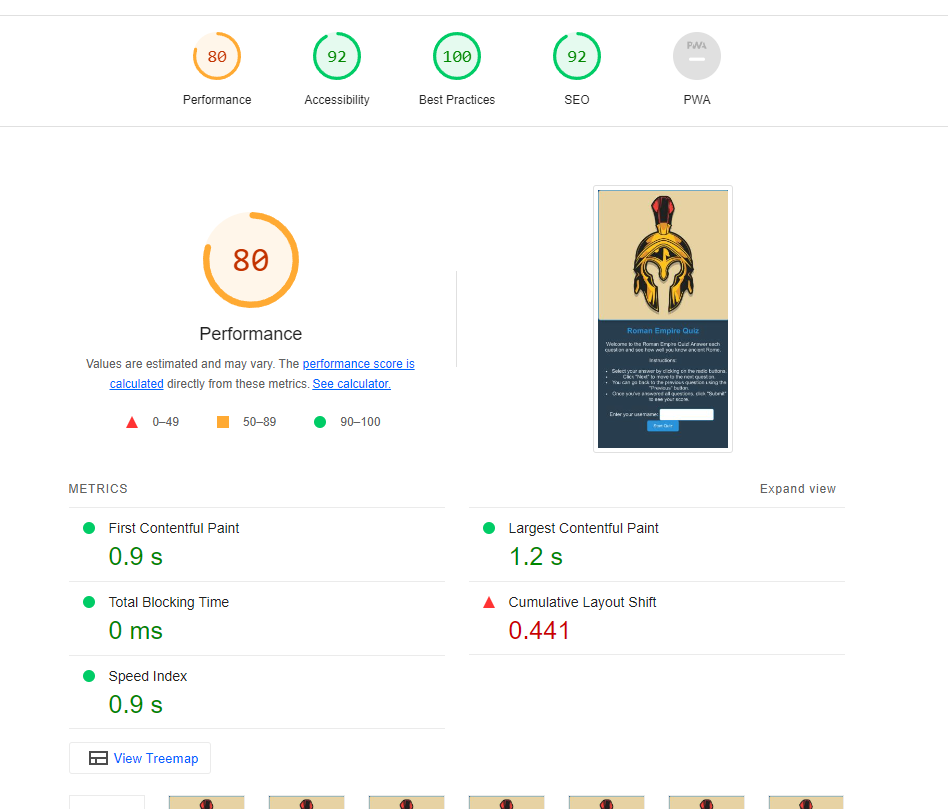 80
92
100
92
PWA
Performance
Accessibility
Best Practices
SEO
PWA
80
Performance
Values are estimated and may vary. The performance score is
calculated directly from these metrics. See calculator.
0–49
50–89
90–100
Roman Empire Quiz
Welcome to the Roman Empire Quiz! Answer each
question and see how well you know ancient Rome.
Instructions:
Select your answer by clicking on the radio buttons.
Click "Next" to move to the next question.
You can go back to the previous question using the
"Previous" button.
Once you've answered all questions, click "Submit"
to see your score.
Enter your username:
Start Quiz
METRICS
Expand view
First Contentful Paint
0.9 s
Largest Contentful Paint
1.2 s
Total Blocking Time
0 ms
Cumulative Layout Shift
0.441
Speed Index
0.9 s
View Treemap